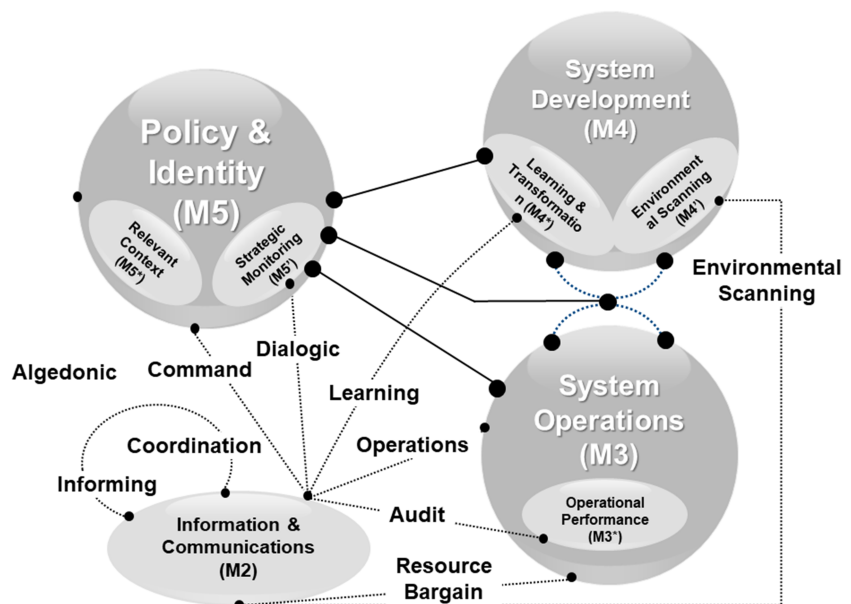 Policy &
Identity
(M5)
Relevant
Context
(M5*)
Strategic
Monitoring
(M5')
System
Development
(M4)
Learning &
Transformatio
n (M4*)
Environment
al Scanning
(M4')
Environmental
Scanning
Algedonic
Command
Dialogic
Learning
Operations
Coordination
Informing
Audit
System
Operations
(M3)
Operational
Performance
(M3*)
Information &
Communications
(M2)
Resource
Bargain